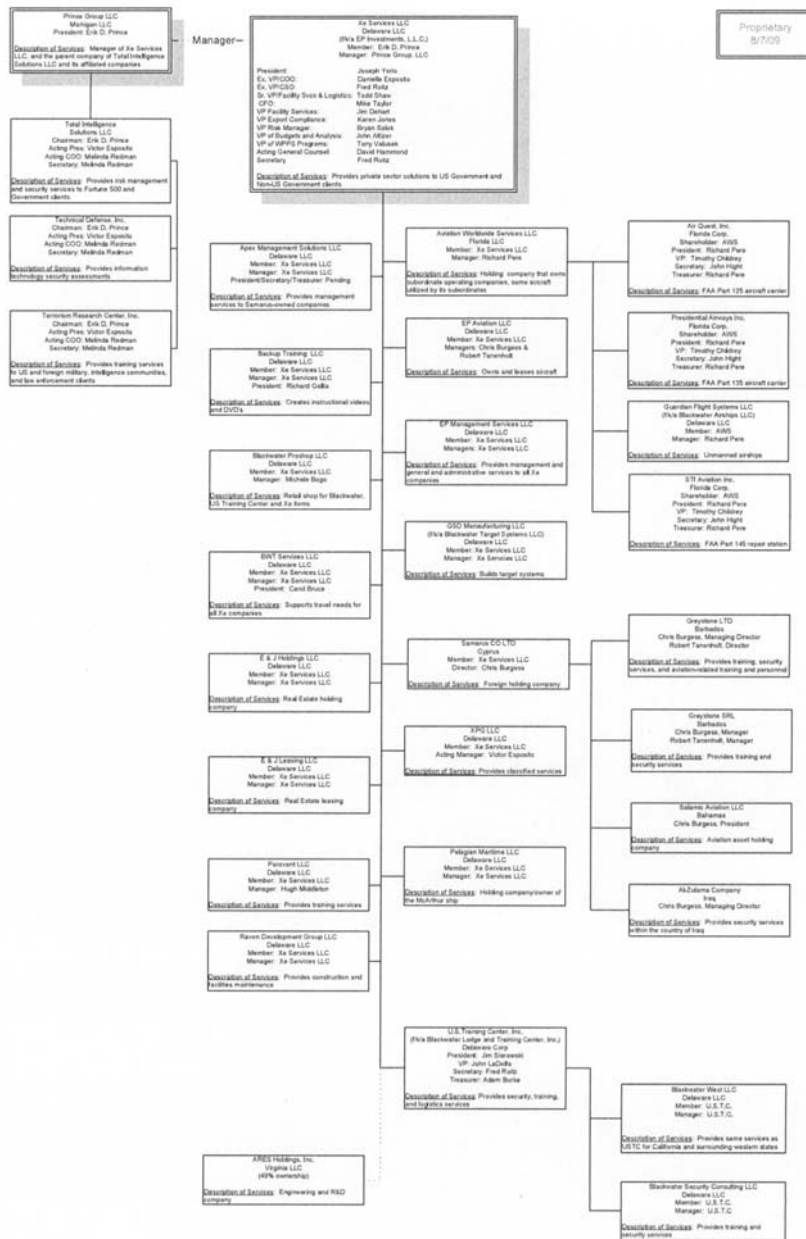 Prince Group LLC
Michigan LLC
President: Erik D. Prince
Description of Services: Manager of Xe Services
LLC, and the parent company of Total Intelligence
Solutions LLC and its affiliated companies
Manager
Xe Services LLC
Delaware LLC
(f/k/a EP Investments, L.L.C.)
Member: Erik D. Prince
Manager: Prince Group, LLC
President: Joseph Yorio
Ex. VP/COO: Danielle Esposito
Ex. VP/CSO: Fred Roitz
Sr. VP/Facility Svcs & Logistics: Todd Shaw
CFO: Mike Taylor
VP Facility Services: Jim Dehart
VP Export Compliance: Karen Jones
VP Risk Manager: Bryan Salek
VP of Budgets and Analysis: John Altizer
VP of WPPS Programs: Tony Valusek
Acting General Counsel: David Hammond
Secretary Fred Roitz
Description of Services: Provides private sector solutions to US Government and
Non-US Government clients
Proprietary
8/7/09
Total Intelligence
Solutions LLC
Chairman: Erik D. Prince
Acting Pres: Victor Esposito
Acting COO: Melinda Redman
Secretary: Melinda Redman
Description of Services: Provides risk management
and security services to Fortune 500 and
Government clients
Technical Defense, Inc.
Chairman: Erik D. Prince
Acting Pres: Victor Esposito
Acting COO: Melinda Redman
Secretary: Melinda Redman
Description of Services: Provides information
technology security assessments
Terrorism Research Center, Inc.
Chairman: Erik D. Prince
Acting Pres: Victor Esposito
Acting COO: Melinda Redman
Secretary: Melinda Redman
Description of Services: Provides training services
to US and foreign military, intelligence communities,
and law enforcement clients
Apex Management Solutions LLC
Delaware LLC
Member: Xe Services LLC
Manager: Xe Services LLC
President/Secretary/Treasurer: Pending
Description of Services: Provides management
services to Samarus-owned companies.
Backup Training LLC
Delaware LLC
Member: Xe Services LLC
Manager: Xe Services LLC
President: Richard Gallia
Description of Services: Creates instructional videos
and DVD's
Blackwater Proshop LLC
Delaware LLC
Member: Xe Services LLC
Manager: Michele Bogo
Description of Services: Retail shop for Blackwater,
US Training Center and Xe items
BWT Services LLC
Delaware LLC
Member: Xe Services LLC
Manager: Xe Services LLC
President: Carol Bruce
Description of Services: Supports travel needs for
all Xe companies
E & J Holdings LLC
Delaware LLC
Member: Xe Services LLC
Manager: Xe Services LLC
Description of Services: Real Estate holding
company
E & J Leasing LLC
Delaware LLC
Member: Xe Services LLC
Manager: Xe Services LLC
Description of Services: Real Estate leasing
company
Paravant LLC
Delaware LLC
Member: Xe Services LLC
Manager: Hugh Middleton
Description of Services: Provides training services
Raven Development Group LLC
Delaware LLC
Member: Xe Services LLC
Manager: Xe Services LLC
Description of Services: Provides construction and
facilities maintenance
ARES Holdings, Inc.
Virginia LLC
(49% ownership)
Description of Services: Engineering and R&D
company
Aviation Worldwide Services LLC
Florida LLC
Member: Xe Services LLC
Manager: Richard Pere
Description of Services: Holding company that owns
subordinate operating companies, some aircraft
utilized by its subordinates
EP Aviation LLC
Delaware LLC
Member: Xe Services LLC
Managers: Chris Burgess &
Robert Tanenholt
Description of Services: Owns and leases aircraft
EP Management Services LLC
Delaware LLC
Member: Xe Services LLC
Managers: Xe Services LLC
Description of Services: Provides management and
general and administrative services to all Xe
companies
GSD Manaufacturing LLC
(f/k/a Blackwater Target Systems LLC)
Delaware LLC
Member: Xe Services LLC
Manager: Xe Services LLC
Description of Services: Builds target systems
Samarus CO LTD
Cyprus
Member: Xe Services LLC
Director: Chris Burgess
Description of Services: Foreign holding company
XPG LLC
Delaware LLC
Member: Xe Services LLC
Acting Manager: Victor Esposito
Description of Services: Provides classified services
Pelagian Maritime LLC
Delaware LLC
Member: Xe Services LLC
Manager: Xe Services LLC
Description of Services: Holding company/owner of
the McArthur ship
U.S.Training Center, Inc.
(f/k/a Blackwater Lodge and Training Center, Inc.)
Delaware Corp
President: Jim Sierawski
VP: John LaDelfa
Secretary: Fred Roitz
Treasurer: Adam Burke
Description of Services: Provides security, training,
and logistics services
Air Quest, Inc.
Florida Corp.
Shareholder: AWS
President: Richard Pere
VP: Timothy Childrey
Secretary: John Hight
Treasurer: Richard Pere
Description of Services: FAA Part 135 aircraft carrier
Presidential Airways Inc,
Florida Corp.
Shareholder: AWS
President: Richard Pere
VP: Timothy Childrey
Secretary: John Hight
Treasurer: Richard Pere
Description of Services: FAA Part 135 aircraft carrier
Guardian Flight Systems LLC
(f/k/a Blackwater Airships LLC)
Delaware LLC
Member: AWS
Manager: Richard Pere
Description of Services: Unmanned airships
STI Aviation Inc.
Florida Corp.
Shareholder: AWS
President: Richard Pere
VP: Timothy Childrey
Secretary: John Hight
Treasurer: Richard Pere
Description of Services: FAA Part 145 repair station
Greystone LTD
Barbados
Chris Burgess, Managing Director
Robert Tanenholt, Director
Description of Services: Provides training, security
services, and aviation-related training and personnel
Greystone SRL
Barbados
Chris Burgess, Manager
Robert Tanenholt, Manager
Description of Services: Provides training and
security services
Salamis Aviation LLC
Bahamas
Chris Burgess, President
Description of Services: Aviation asset holding
company
Al-Zulama Company
Iraq
Chris Burgess, Managing Director
Description of Services: Provides security services
within the country of Iraq
Blackwater West LLC
Delaware LLC
Member: U.S.T.C.
Manager: U.S.T.C.
Description of Services: Provides same services as
USTC for California and surrounding western states
Blackwater Security Consulting LLC
Delaware LLC
Member: U.S.T.C.
Manager: U.S.T.C
Description of Services: Provides training and
security services